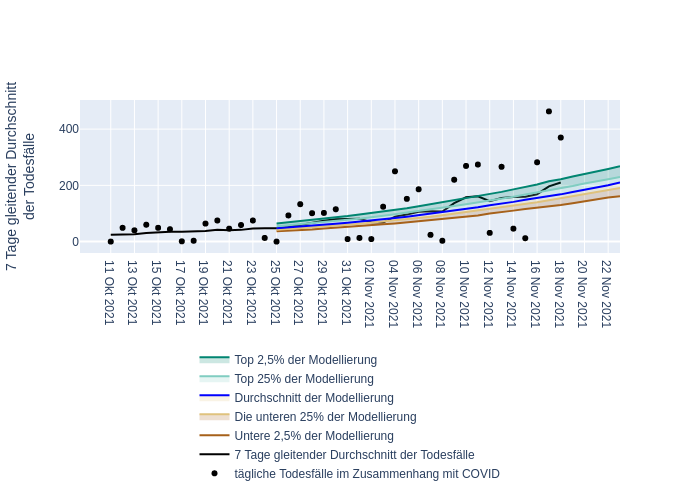 7 Tage gleitender Durchschnitt
der Todesfälle
400
200
0
11 Okt 2021
13 Okt 2021
15 Okt 2021
17 Okt 2021
19 Okt 2021
21 Okt 2021
23 Okt 2021
25 Okt 2021
27 Okt 2021
29 Okt 2021
31 Okt 2021
02 Nov 2021
04 Nov 2021
06 Nov 2021
08 Nov 2021
10 Nov 2021
12 Nov 2021
14 Nov 2021
16 Nov 2021
18 Nov 2021
20 Nov 2021
22 Nov 2021
Top 2,5% der Modellierung
Top 25% der Modellierung
Durchschnitt der Modellierung
Die unteren 25% der Modellierung
Untere 2,5% der Modellierung
7 Tage gleitender Durchschnitt der Todesfälle
tägliche Todesfälle im Zusammenhang mit COVID